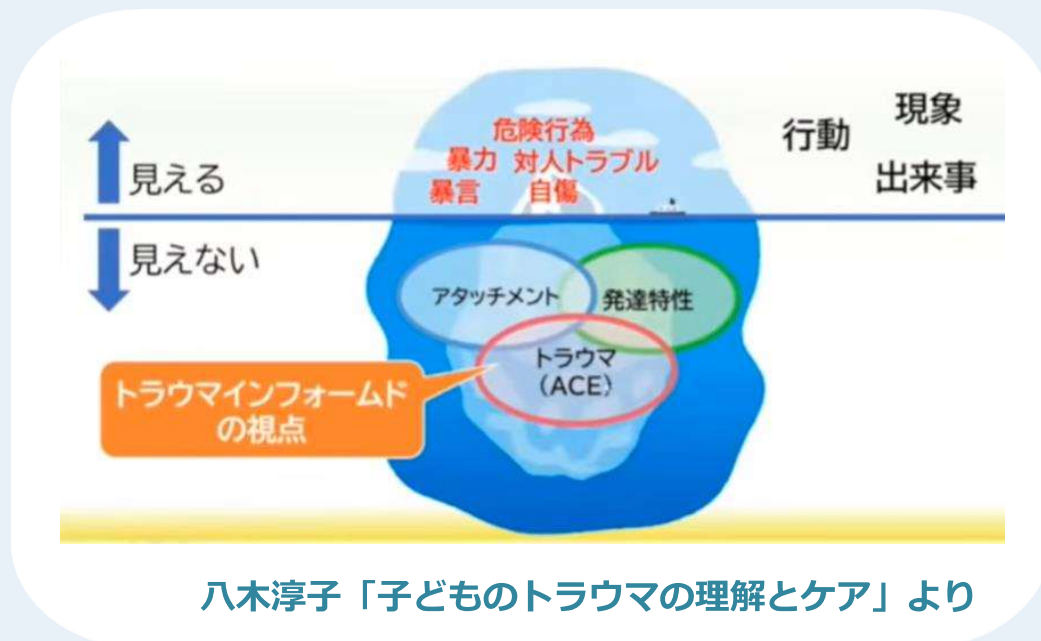 見える
見えない
危険行為
暴力 対人トラブル
暴言 自傷
行動
現象
出来事
アタッチメント
発達特性
トラウマ
（ACE）
トラウマインフォームド
の視点
八木淳子「子どものトラウマの理解とケア」より